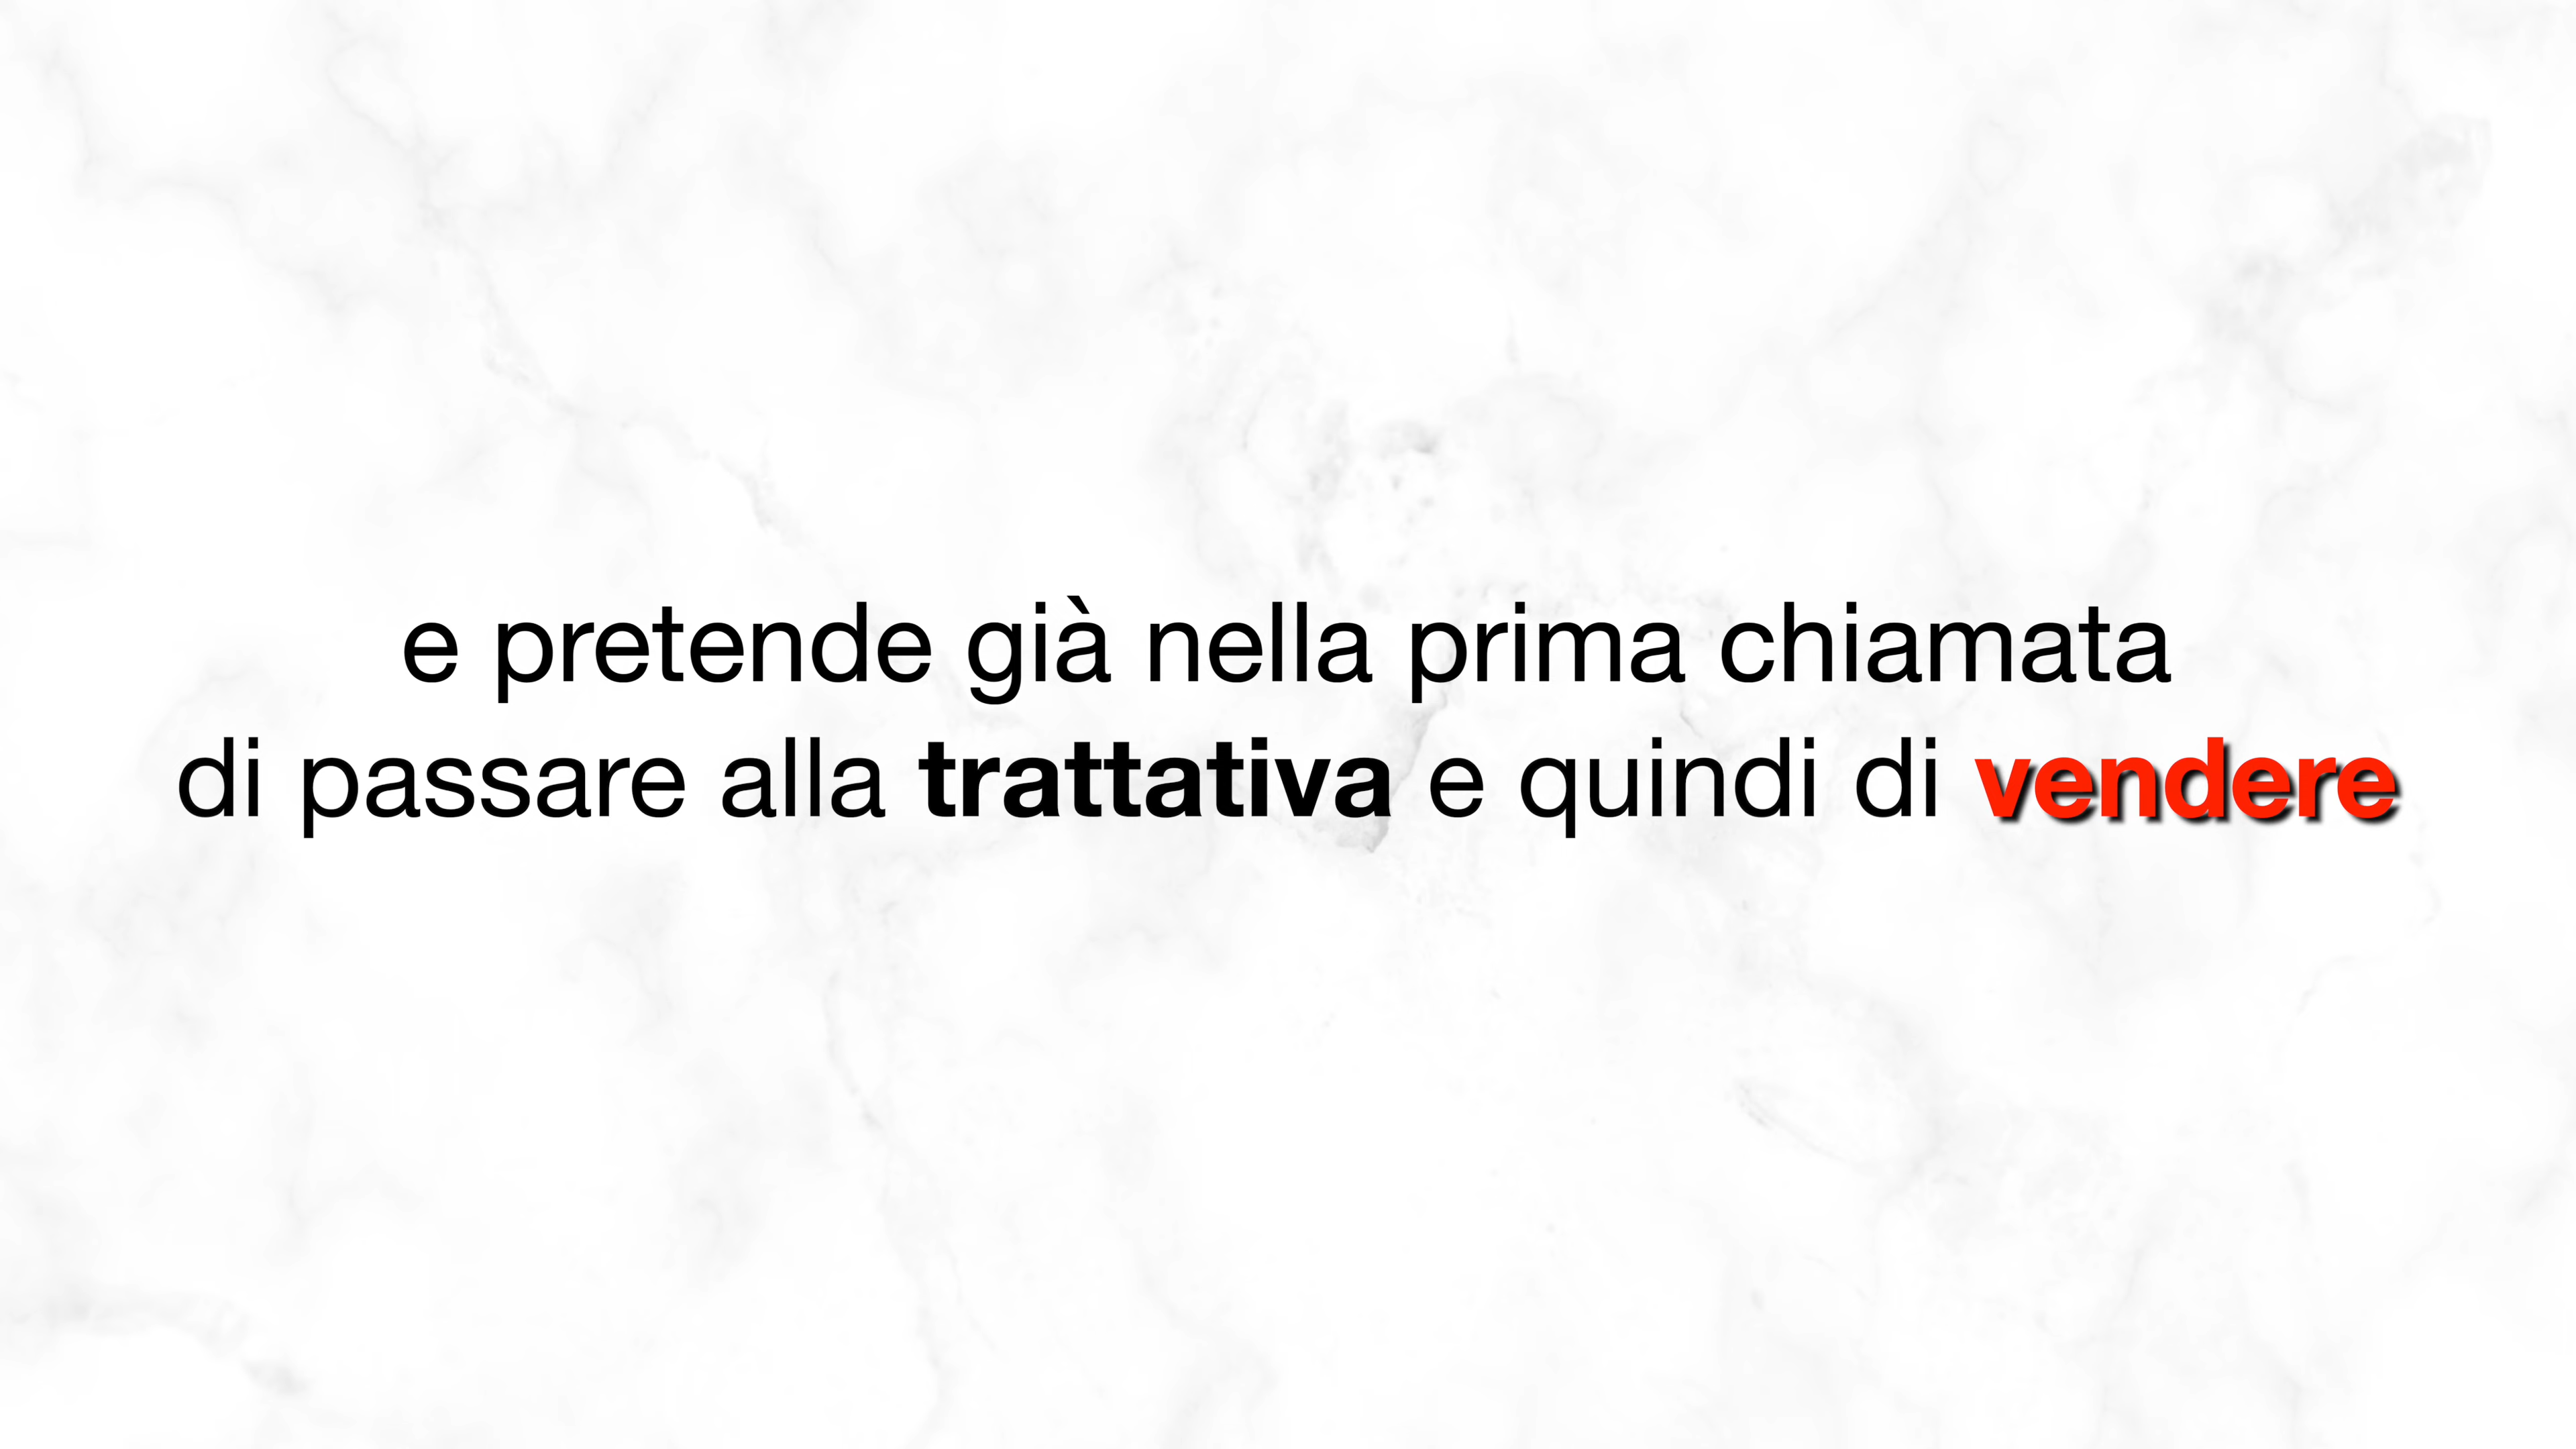 e pretende già nella prima chiamata
di passare alla trattativa e quindi di vendere